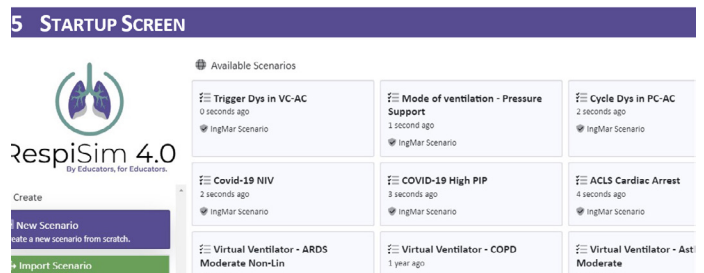 5 STARTUP SCREEN
Available Scenarios
Trigger Dys in VC-AC
0 seconds ago
IngMar Scenario
Mode of ventilation - Pressure
Support
1 second ago
IngMar Scenario
Cycle Dys in PC-AC
2 seconds ago
IngMar Scenario
RespiSim 4.0
By Educators, for Educators.
Covid-19 NIV
2 seconds ago
IngMar Scenario
COVID-19 High PIP
3 seconds ago
IngMar Scenario
ACLS Cardiac Arrest
4 seconds ago
IngMar Scenario
Create
New Scenario
eate a new scenario from scratch.
Import Scenario
Virtual Ventilator - ARDS
Moderate Non-Lin
Virtual Ventilator - COPD
1 year ago
Virtual Ventilator - Ast
Moderate